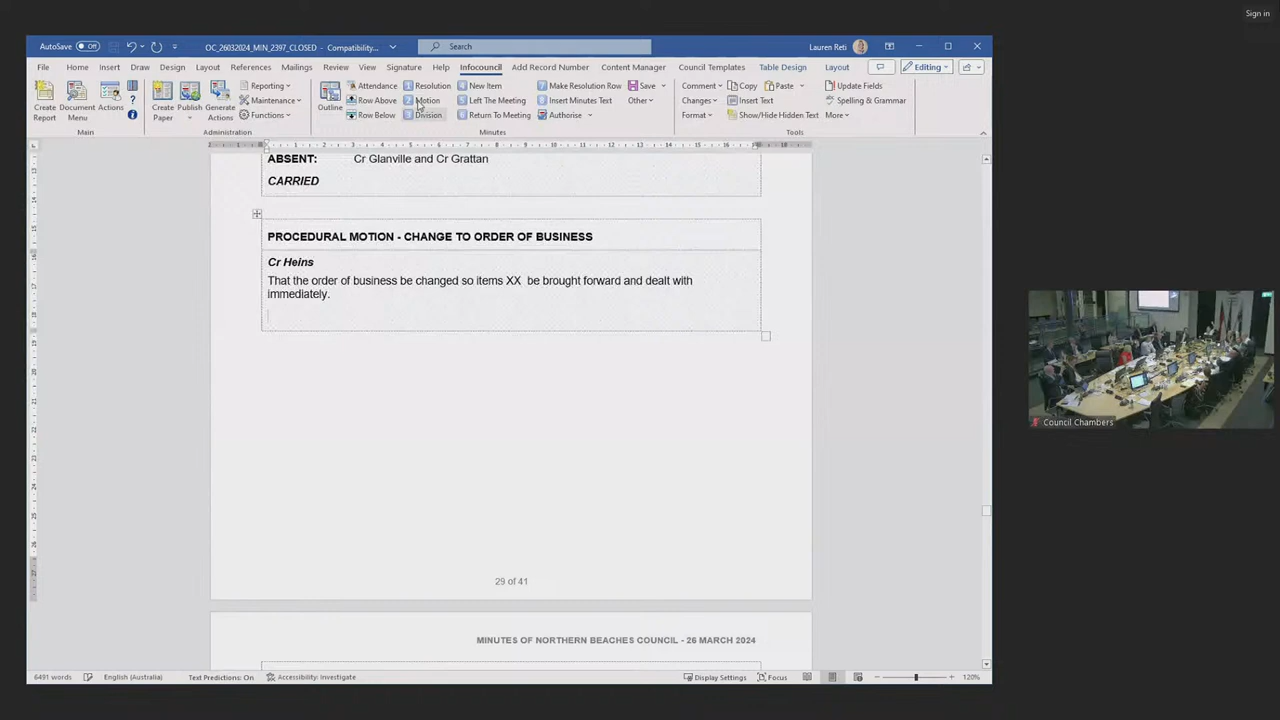 Sign in
AutoSave Off OC_26032024_MIN_2397_CLOSED - Compatibility... Search Lauren Reti
File Home Insert Draw Design Layout References Mailings Review View Signature Help Infocouncil Add Record Number Content Manager Council Templates Table Design Layout Editing
Create Report Document Menu Create Paper Publish Generate Actions Outline
Reporting Attendance Resolution New Item Make Resolution Row Save Comment Copy Paste Update Fields
Maintenance Row Above Motion Left The Meeting Insert Minutes Text Other Changes Insert Text Spelling & Grammar
Functions Row Below Division Return To Meeting Authorise Format Show/Hide Hidden Text More
Main Administration Minutes Tools
ABSENT: Cr Glanville and Cr Grattan
CARRIED
PROCEDURAL MOTION - CHANGE TO ORDER OF BUSINESS
Cr Heins
That the order of business be changed so items XX be brought forward and dealt with
immediately.
Council Chambers
29 of 41
MINUTES OF NORTHERN BEACHES COUNCIL - 26 MARCH 2024
6491 words English (Australia) Text Predictions: On Accessibility: Investigate Display Settings Focus 120%